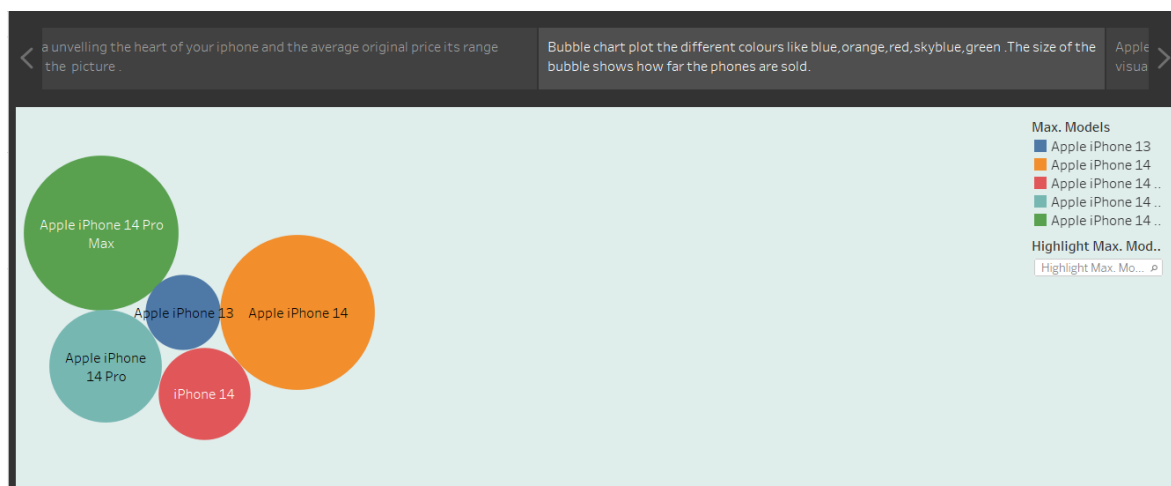 a unvelling the heart of your iphone and the average original price its range
the picture .
Bubble chart plot the different colours like blue,orange,red,skyblue,green .The size of the
bubble shows how far the phones are sold.
Apple
visua
Max. Models
Apple iPhone 13
Apple iPhone 14
Apple iPhone 14 ..
Apple iPhone 14 ..
Apple iPhone 14 ..
Highlight Max. Mod..
Highlight Max. Mo...
Apple iPhone 14 Pro
Max
Apple iPhone 13
Apple iPhone 14
Apple iPhone
14 Pro
iPhone 14